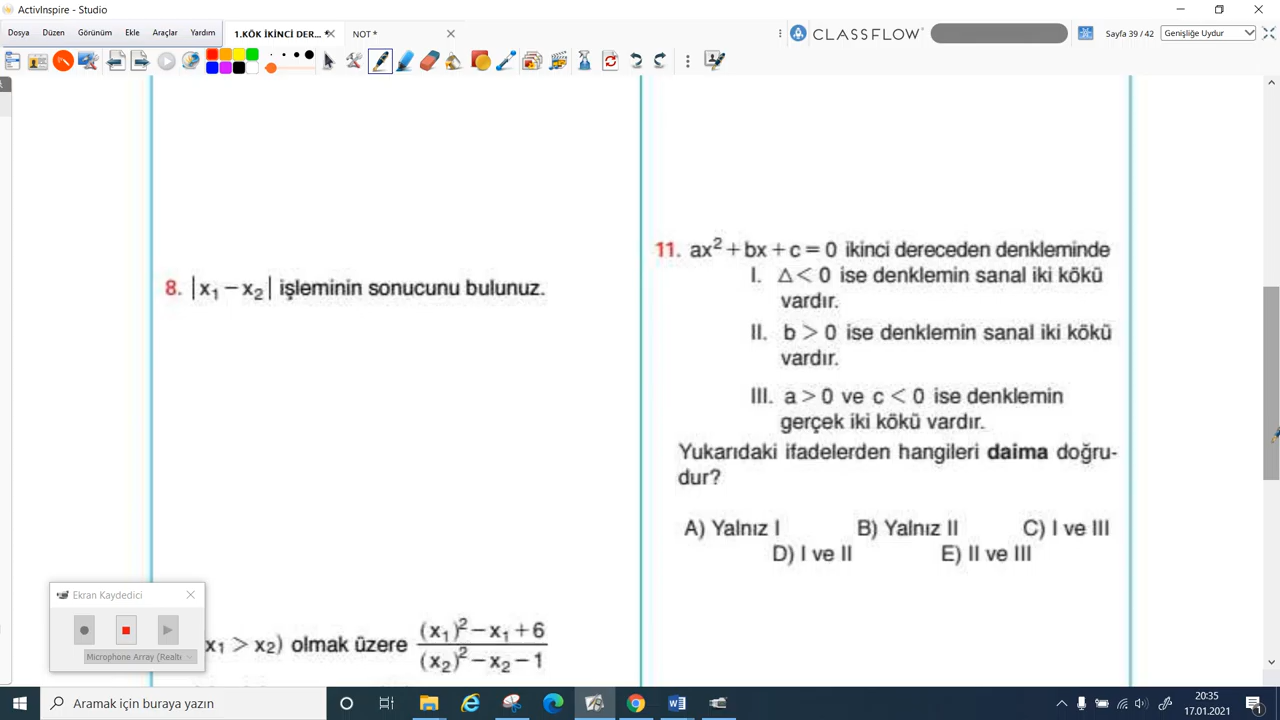 ActivInspire - Studio
Dosya Düzen Görünüm Ekle Araçlar Yardım
1.KÖK İKİNCİ DER...
NOT *
CLASSFLOW
Sayfa 39 / 42
Genişliğe Uydur
8. |x₁ − x₂| işleminin sonucunu bulunuz.
x₁ > x₂) olmak üzere (x₁)² − x₁ + 6 / (x₂)² − x₂ − 1
11. ax² + bx + c = 0 ikinci dereceden denkleminde
I. Δ < 0 ise denklemin sanal iki kökü
vardır.
II. b > 0 ise denklemin sanal iki kökü
vardır.
III. a > 0 ve c < 0 ise denklemin
gerçek iki kökü vardır.
Yukarıdaki ifadelerden hangileri daima doğru-
dur?
A) Yalnız I B) Yalnız II C) I ve III
D) I ve II E) II ve III
Ekran Kaydedici
Microphone Array (Realt
Aramak için buraya yazın
20:35
17.01.2021